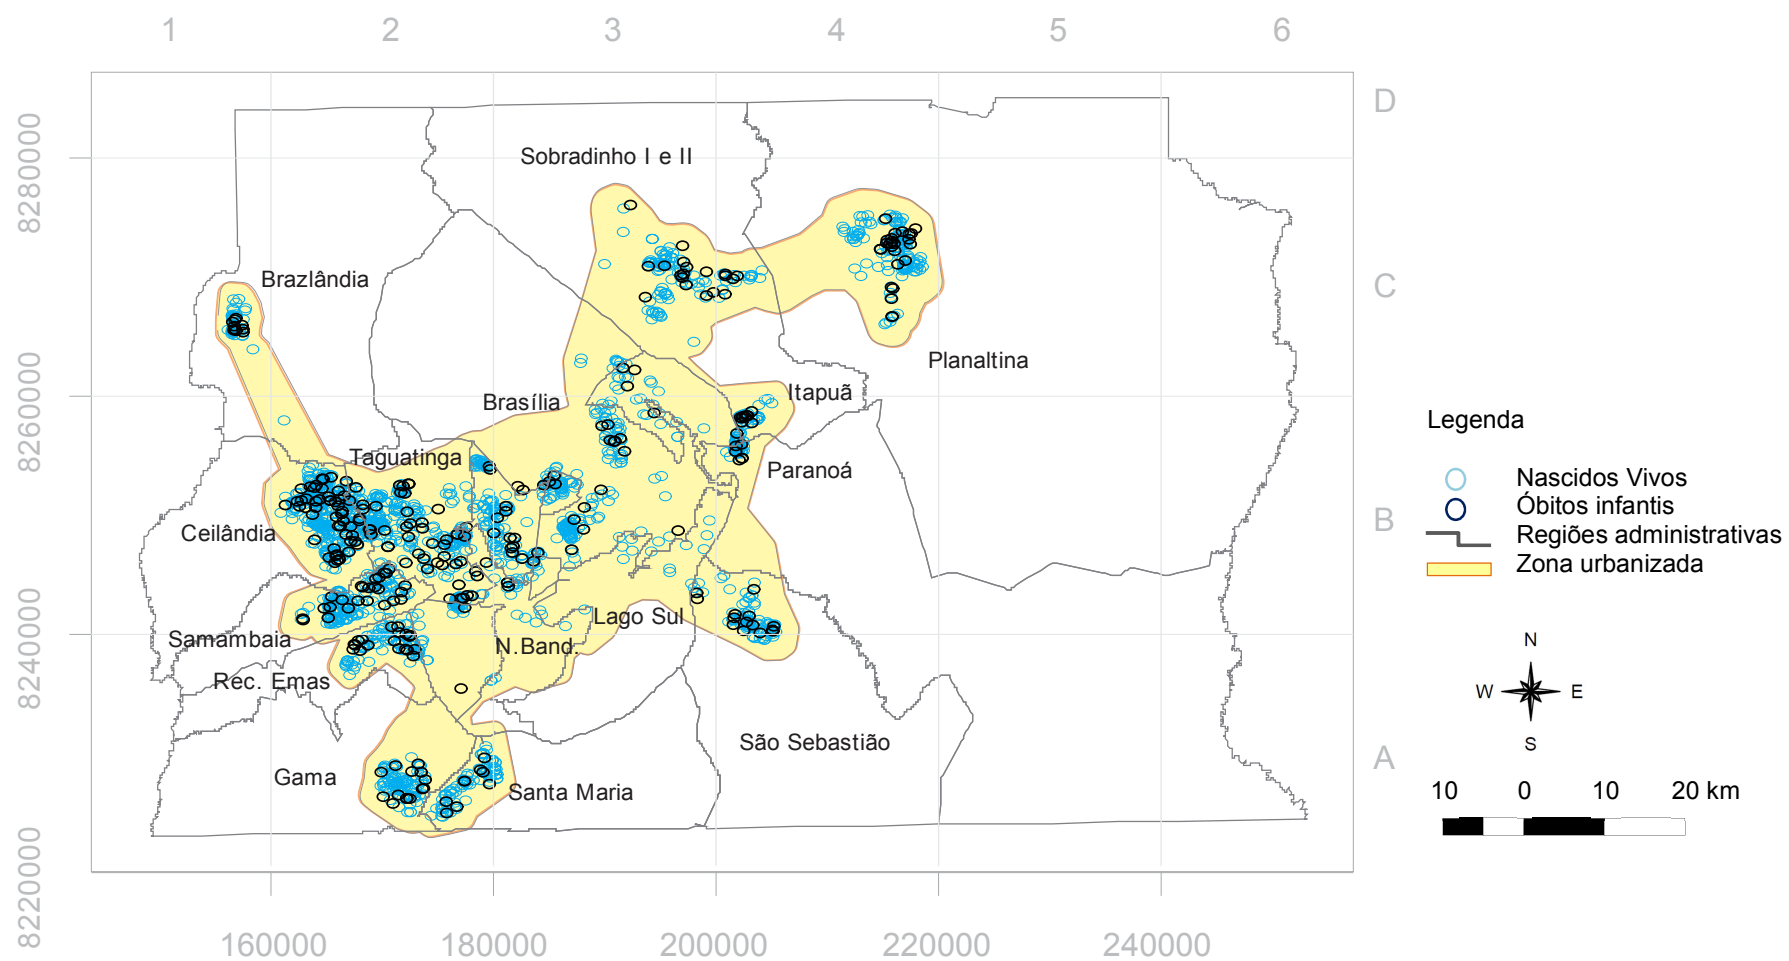 1 2 3 4 5 6
D
8280000
Sobradinho I e II
Brazlândia
C
Planaltina
8260000
Itapuã
Brasília
Legenda
Taguatinga
Paranoá
Nascidos Vivos
Óbitos infantis
B
Ceilândia
Regiões administrativas
Zona urbanizada
8240000
Lago Sul
Samambaia
N.Band.
N
Rec. Emas
W E
S
São Sebastião
A
Gama
Santa Maria
10 0 10 20 km
8220000
160000 180000 200000 220000 240000